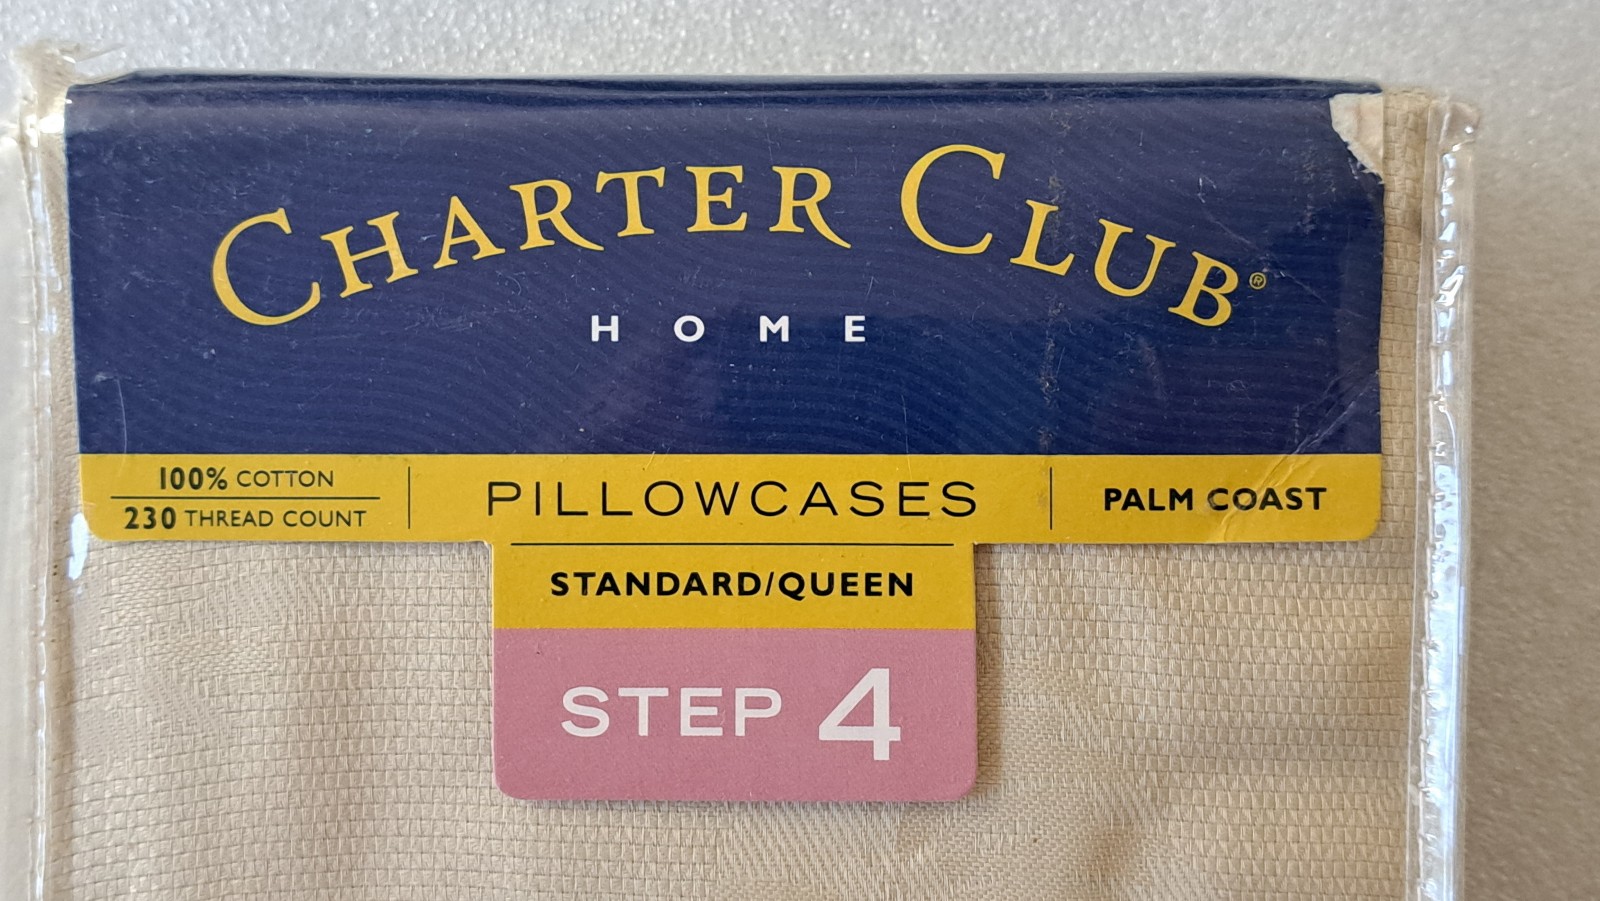 CHARTER CLUB®
HOME
100% COTTON
230 THREAD COUNT
PILLOWCASES
PALM COAST
STANDARD/QUEEN
STEP 4